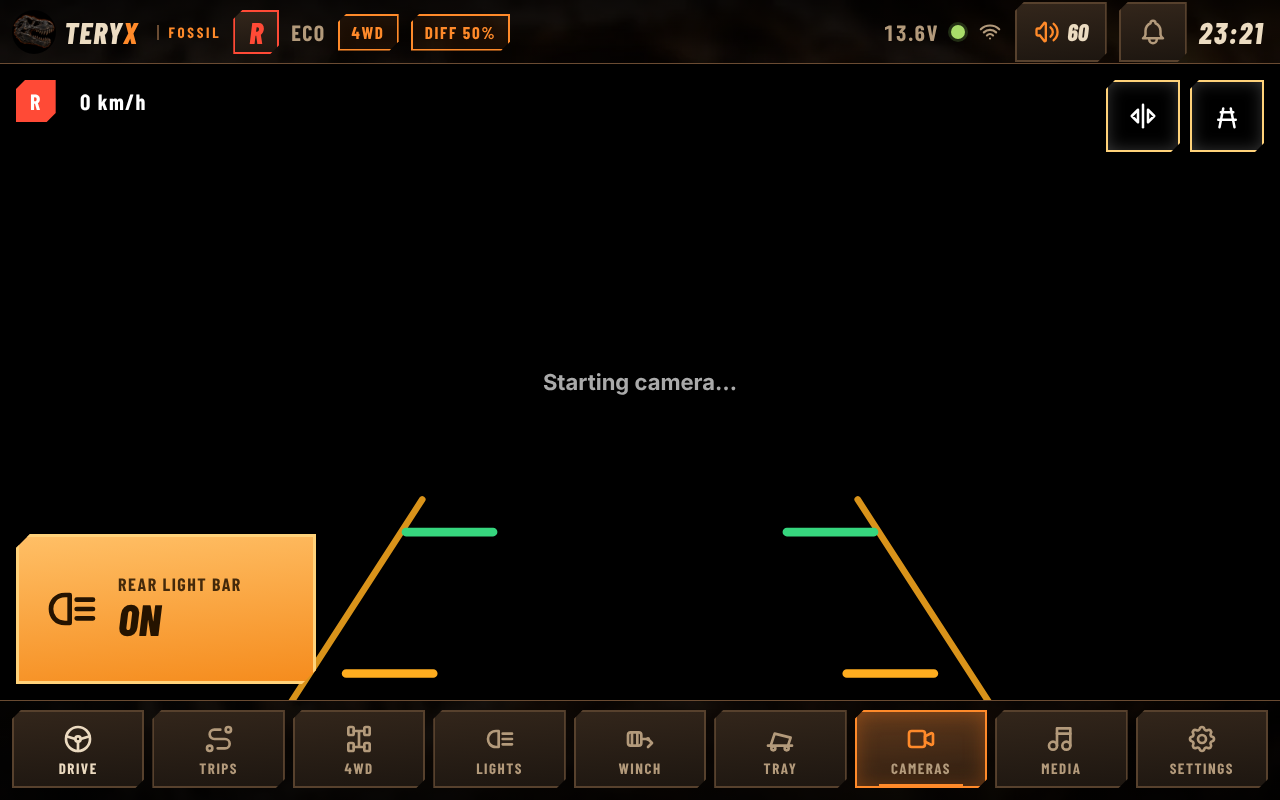 TERYX | FOSSIL R ECO 4WD DIFF 50% 13.6V 60 23:21
R 0 km/h
Starting camera...
REAR LIGHT BAR
ON
DRIVE TRIPS 4WD LIGHTS WINCH TRAY CAMERAS MEDIA SETTINGS